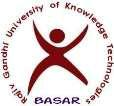 Rajiv Gandhi University of Knowledge Technologies
BASAR